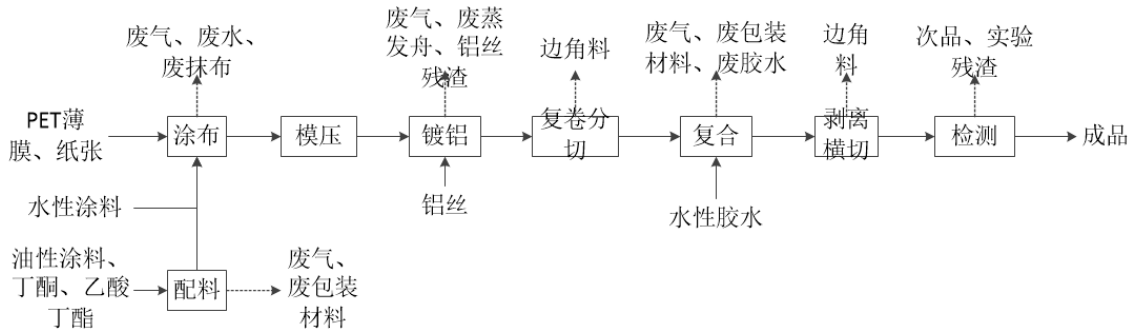 废气、废水、
废抹布
废气、废蒸
发舟、铝丝
残渣
边角料
废气、废包装
材料、废胶水
边角
料
次品、实验
残渣
PET薄
膜、纸张
涂布
模压
镀铝
复卷分
切
复合
剥离
横切
检测
成品
水性涂料
铝丝
水性胶水
油性涂料、
丁酮、乙酸
丁酯
配料
废气、
废包装
材料